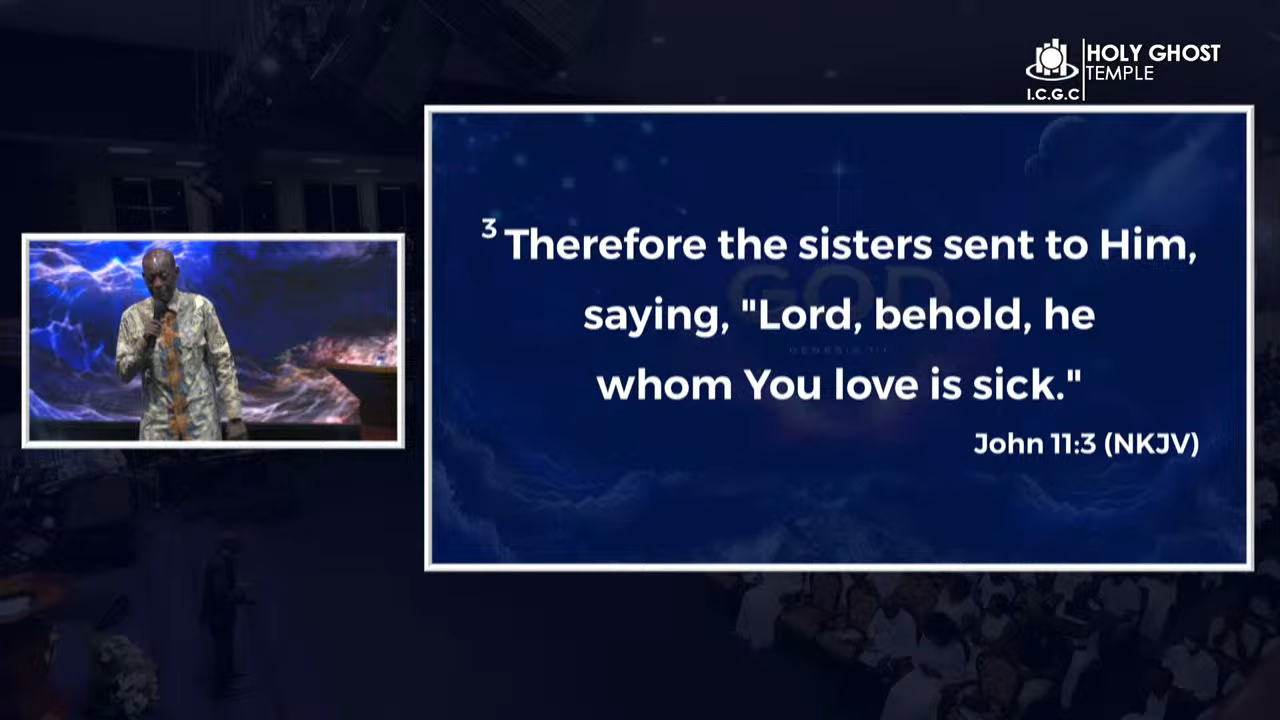 HOLY GHOST
TEMPLE
I.C.G.C
3 Therefore the sisters sent to Him,
saying, "Lord, behold, he
whom You love is sick."
John 11:3 (NKJV)
GOD